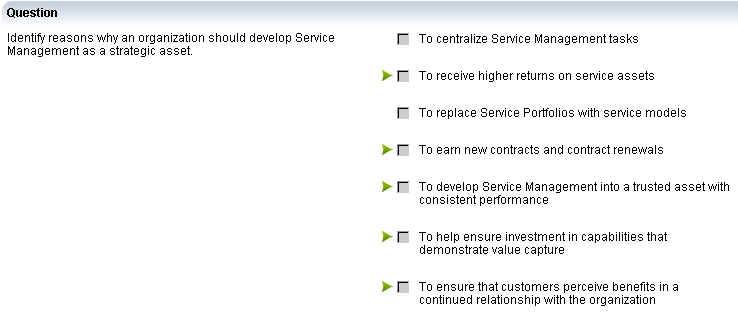 Question
Identify reasons why an organization should develop Service
Management as a strategic asset.
To centralize Service Management tasks
To receive higher returns on service assets
To replace Service Portfolios with service models
To earn new contracts and contract renewals
To develop Service Management into a trusted asset with
consistent performance
To help ensure investment in capabilities that
demonstrate value capture
To ensure that customers perceive benefits in a
continued relationship with the organization